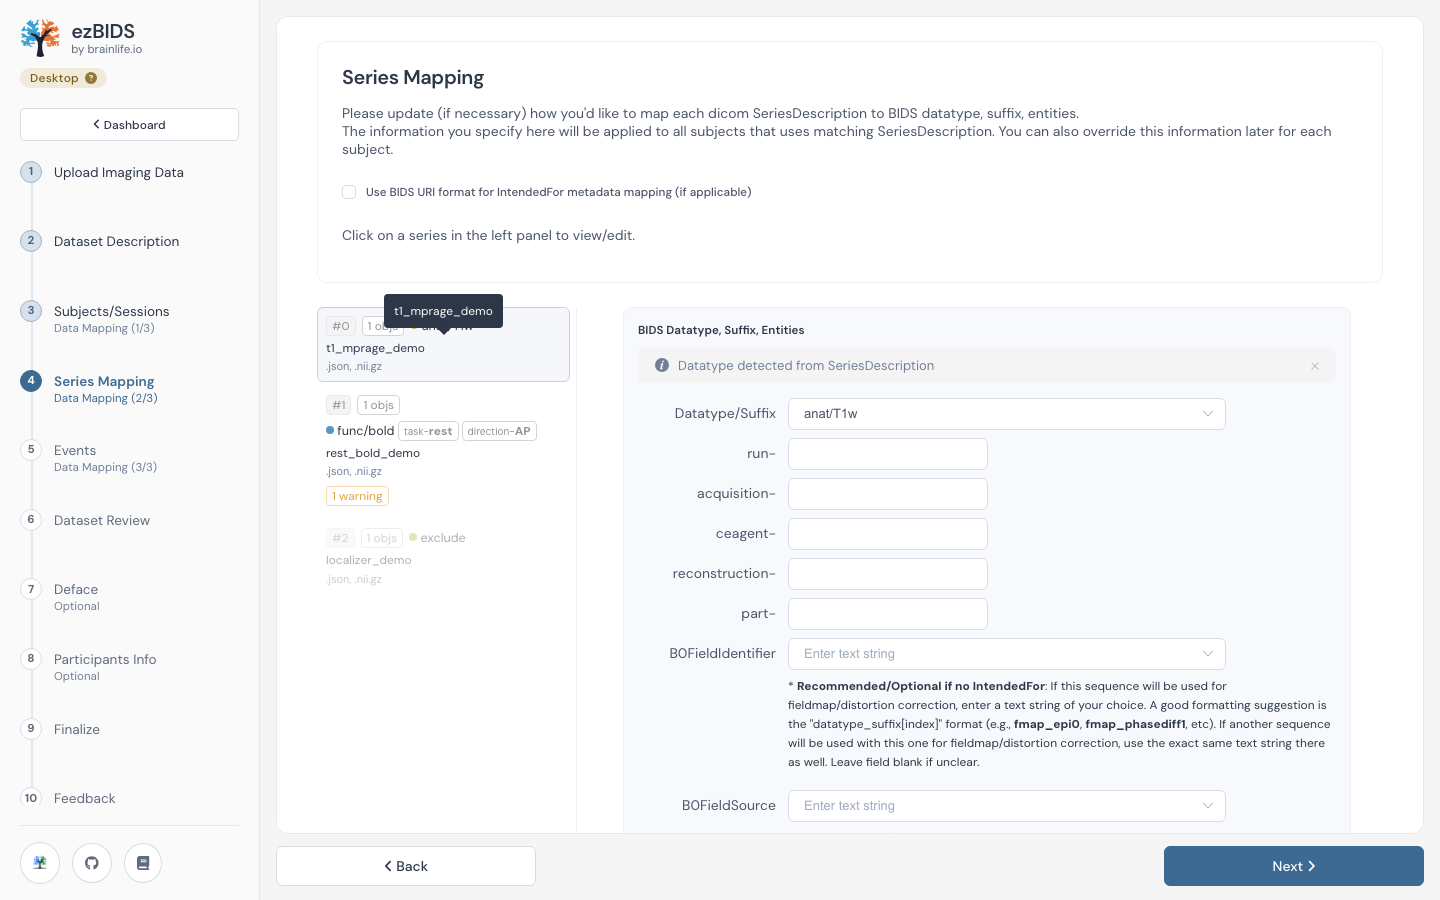 ezBIDS
by brainlife.io
Desktop ?
Dashboard
1 Upload Imaging Data
2 Dataset Description
3 Subjects/Sessions
Data Mapping (1/3)
4 Series Mapping
Data Mapping (2/3)
5 Events
Data Mapping (3/3)
6 Dataset Review
7 Deface
Optional
8 Participants Info
Optional
9 Finalize
10 Feedback
Series Mapping
Please update (if necessary) how you'd like to map each dicom SeriesDescription to BIDS datatype, suffix, entities.
The information you specify here will be applied to all subjects that uses matching SeriesDescription. You can also override this information later for each
subject.
Use BIDS URI format for IntendedFor metadata mapping (if applicable)
Click on a series in the left panel to view/edit.
t1_mprage_demo
#0 1 objs
t1_mprage_demo
.json, .nii.gz
#1 1 objs
func/bold task-rest direction-AP
rest_bold_demo
.json, .nii.gz
1 warning
#2 1 objs exclude
localizer_demo
.json, .nii.gz
BIDS Datatype, Suffix, Entities
Datatype detected from SeriesDescription
Datatype/Suffix anat/T1w
run-
acquisition-
ceagent-
reconstruction-
part-
B0FieldIdentifier Enter text string
* Recommended/Optional if no IntendedFor: If this sequence will be used for
fieldmap/distortion correction, enter a text string of your choice. A good formatting suggestion is
the "datatype_suffix[index]" format (e.g., fmap_epi0, fmap_phasediff1, etc). If another sequence
will be used with this one for fieldmap/distortion correction, use the exact same text string there
as well. Leave field blank if unclear.
B0FieldSource Enter text string
Back
Next